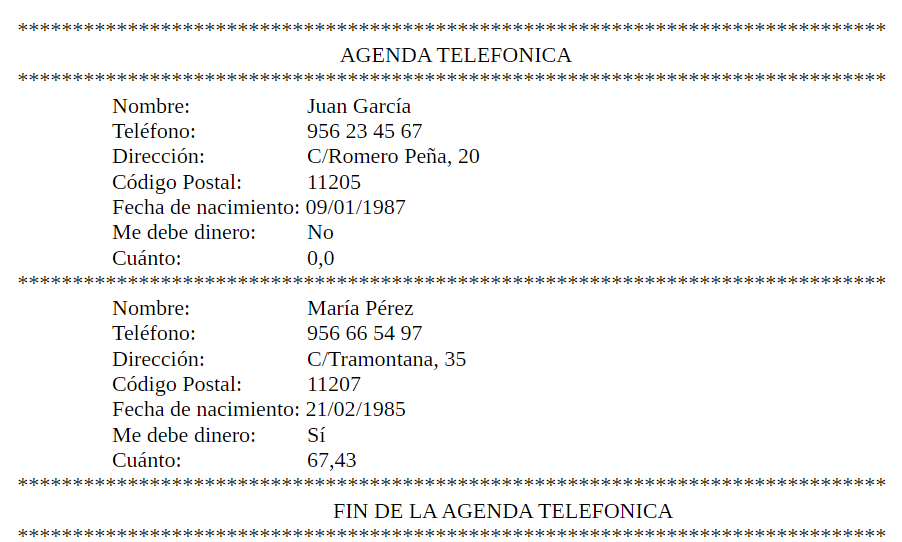 *******************************************************************************
AGENDA TELEFONICA
*******************************************************************************
Nombre: Juan García
Teléfono: 956 23 45 67
Dirección: C/Romero Peña, 20
Código Postal: 11205
Fecha de nacimiento: 09/01/1987
Me debe dinero: No
Cuánto: 0,0
*******************************************************************************
Nombre: María Pérez
Teléfono: 956 66 54 97
Dirección: C/Tramontana, 35
Código Postal: 11207
Fecha de nacimiento: 21/02/1985
Me debe dinero: Sí
Cuánto: 67,43
*******************************************************************************
FIN DE LA AGENDA TELEFONICA
*******************************************************************************